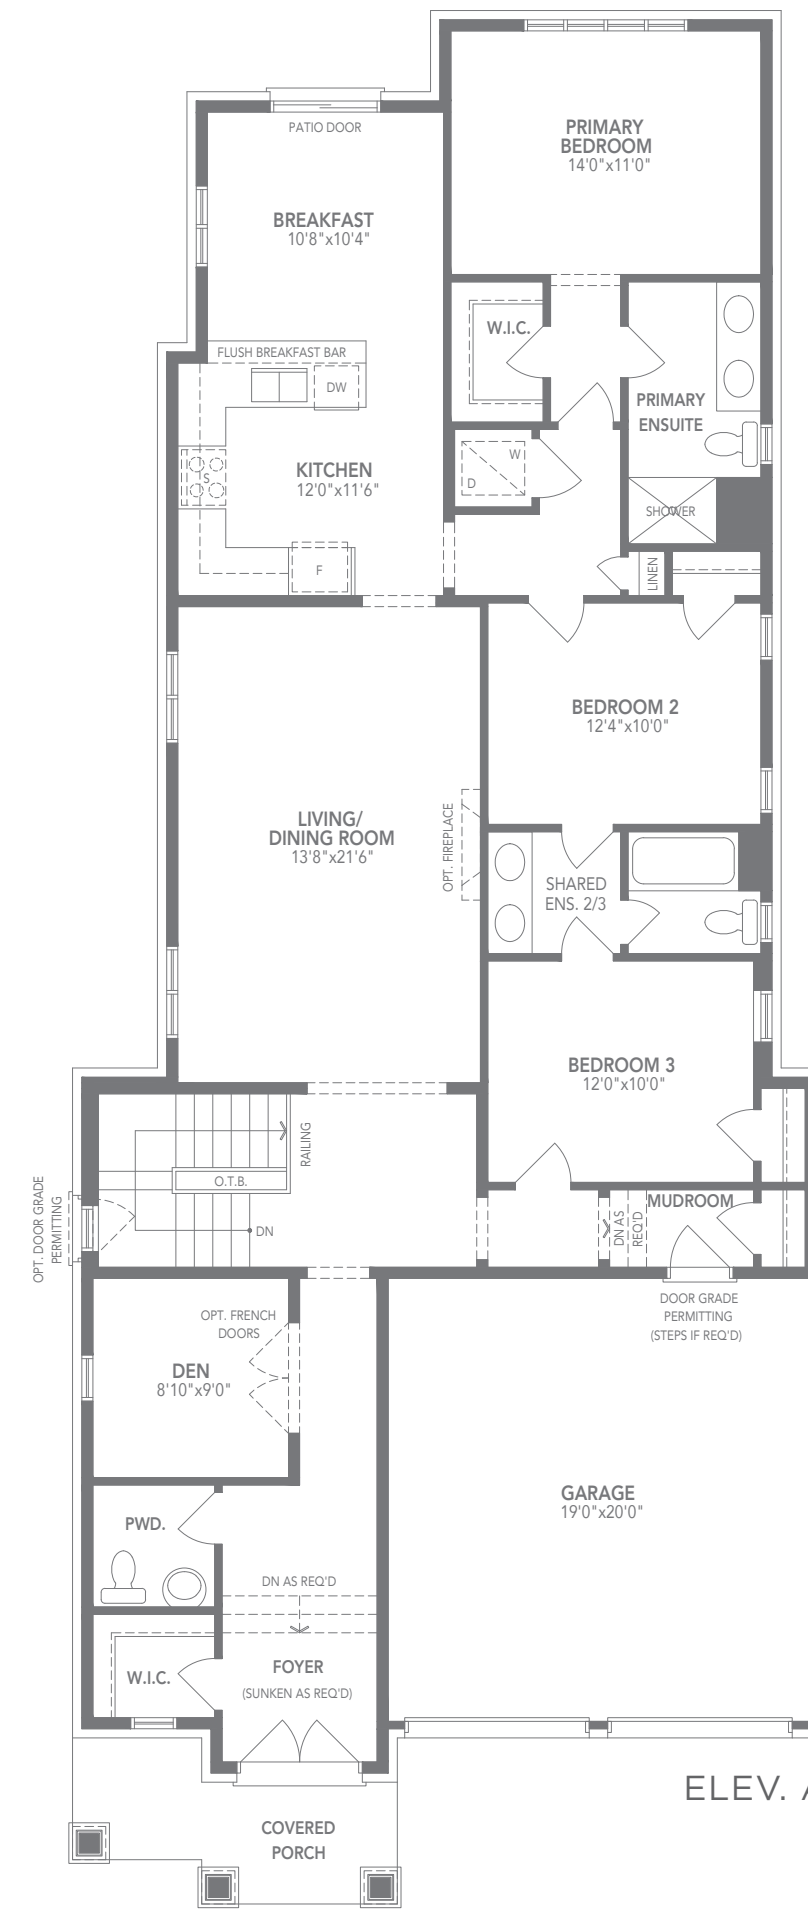 PATIO DOOR
PRIMARY
BEDROOM
14'0"x11'0"
BREAKFAST
10'8"x10'4"
W.I.C.
FLUSH BREAKFAST BAR
DW
PRIMARY
ENSUITE
KITCHEN
12'0"x11'6"
S
W
D
SHOWER
F
LINEN
BEDROOM 2
12'4"x10'0"
LIVING/
DINING ROOM
13'8"x21'6"
OPT. FIREPLACE
SHARED
ENS. 2/3
BEDROOM 3
12'0"x10'0"
RAILING
O.T.B.
DN
OPT. DOOR GRADE
PERMITTING
MUDROOM
DN AS
REQ'D
DOOR GRADE
PERMITTING
(STEPS IF REQ'D)
OPT. FRENCH
DOORS
DEN
8'10"x9'0"
GARAGE
19'0"x20'0"
PWD.
DN AS REQ'D
FOYER
(SUNKEN AS REQ'D)
W.I.C.
ELEV.
COVERED
PORCH